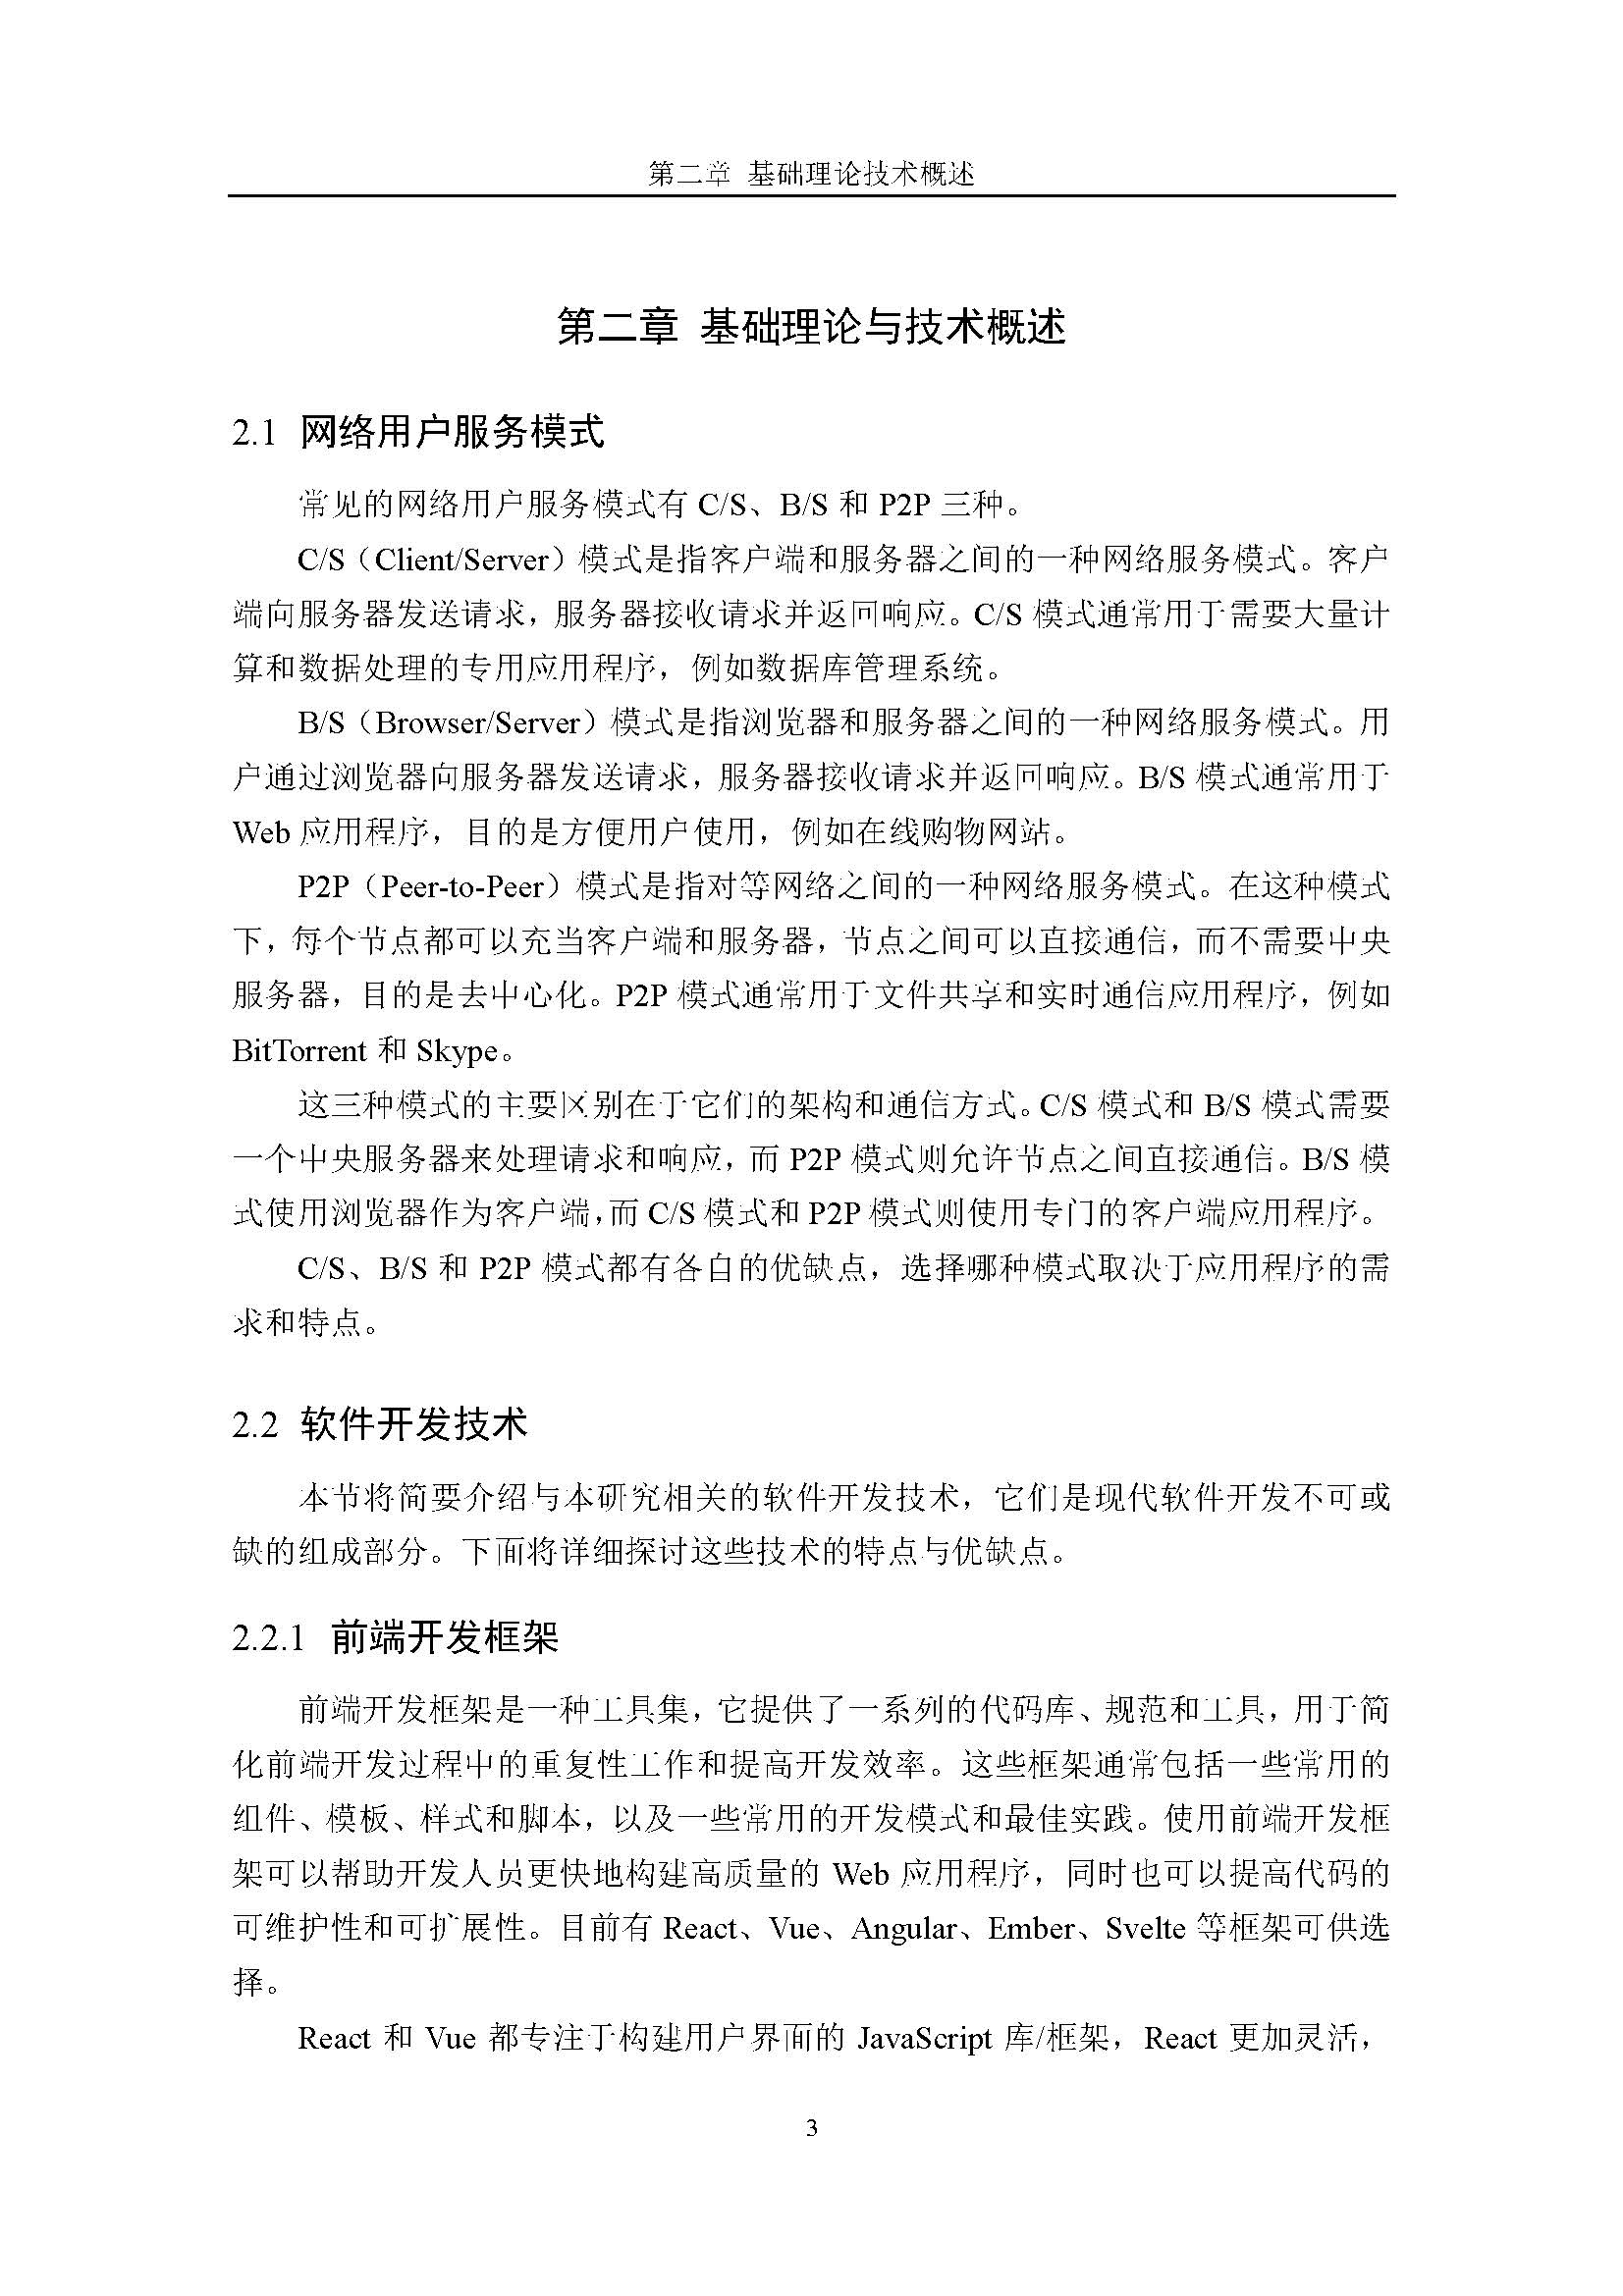 第二章 基础理论技术概述
第二章 基础理论与技术概述
2.1 网络用户服务模式
常见的网络用户服务模式有 C/S、B/S 和 P2P 三种。
C/S（Client/Server）模式是指客户端和服务器之间的一种网络服务模式。客户
端向服务器发送请求，服务器接收请求并返回响应。C/S 模式通常用于需要大量计
算和数据处理的专用应用程序，例如数据库管理系统。
B/S（Browser/Server）模式是指浏览器和服务器之间的一种网络服务模式。用
户通过浏览器向服务器发送请求，服务器接收请求并返回响应。B/S 模式通常用于
Web 应用程序，目的是方便用户使用，例如在线购物网站。
P2P（Peer-to-Peer）模式是指对等网络之间的一种网络服务模式。在这种模式
下，每个节点都可以充当客户端和服务器，节点之间可以直接通信，而不需要中央
服务器，目的是去中心化。P2P 模式通常用于文件共享和实时通信应用程序，例如
BitTorrent 和 Skype。
这三种模式的主要区别在于它们的架构和通信方式。C/S 模式和 B/S 模式需要
一个中央服务器来处理请求和响应，而 P2P 模式则允许节点之间直接通信。B/S 模
式使用浏览器作为客户端，而 C/S 模式和 P2P 模式则使用专门的客户端应用程序。
C/S、B/S 和 P2P 模式都有各自的优缺点，选择哪种模式取决于应用程序的需
求和特点。
2.2 软件开发技术
本节将简要介绍与本研究相关的软件开发技术，它们是现代软件开发不可或
缺的组成部分。下面将详细探讨这些技术的特点与优缺点。
2.2.1 前端开发框架
前端开发框架是一种工具集，它提供了一系列的代码库、规范和工具，用于简
化前端开发过程中的重复性工作和提高开发效率。这些框架通常包括一些常用的
组件、模板、样式和脚本，以及一些常用的开发模式和最佳实践。使用前端开发框
架可以帮助开发人员更快地构建高质量的 Web 应用程序，同时也可以提高代码的
可维护性和可扩展性。目前有 React、Vue、Angular、Ember、Svelte 等框架可供选
择。
React 和 Vue 都专注于构建用户界面的 JavaScript 库/框架，React 更加灵活，
3